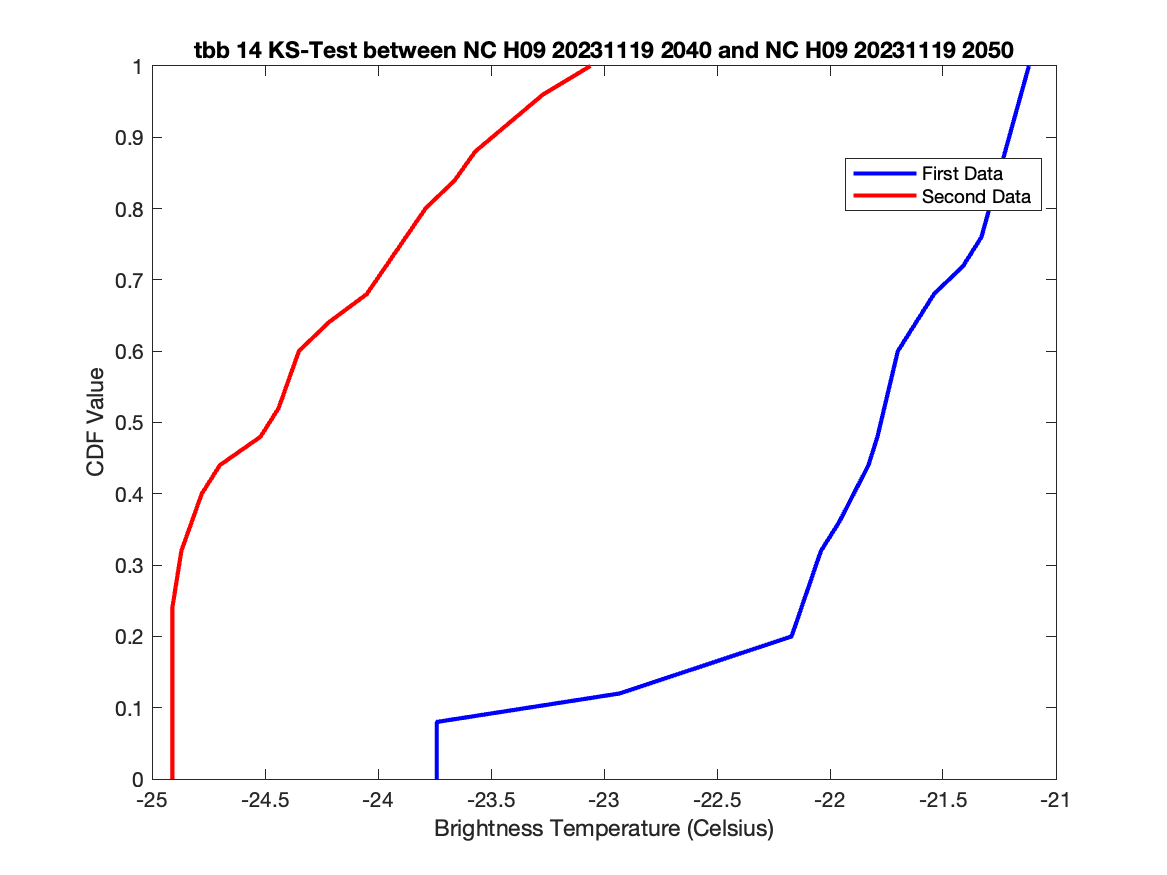 tbb 14 KS-Test between NC H09 20231119 2040 and NC H09 20231119 2050
1
0.9
0.8
0.7
0.6
0.5
0.4
0.3
0.2
0.1
0
CDF Value
First Data
Second Data
-25 -24.5 -24 -23.5 -23 -22.5 -22 -21.5 -21
Brightness Temperature (Celsius)